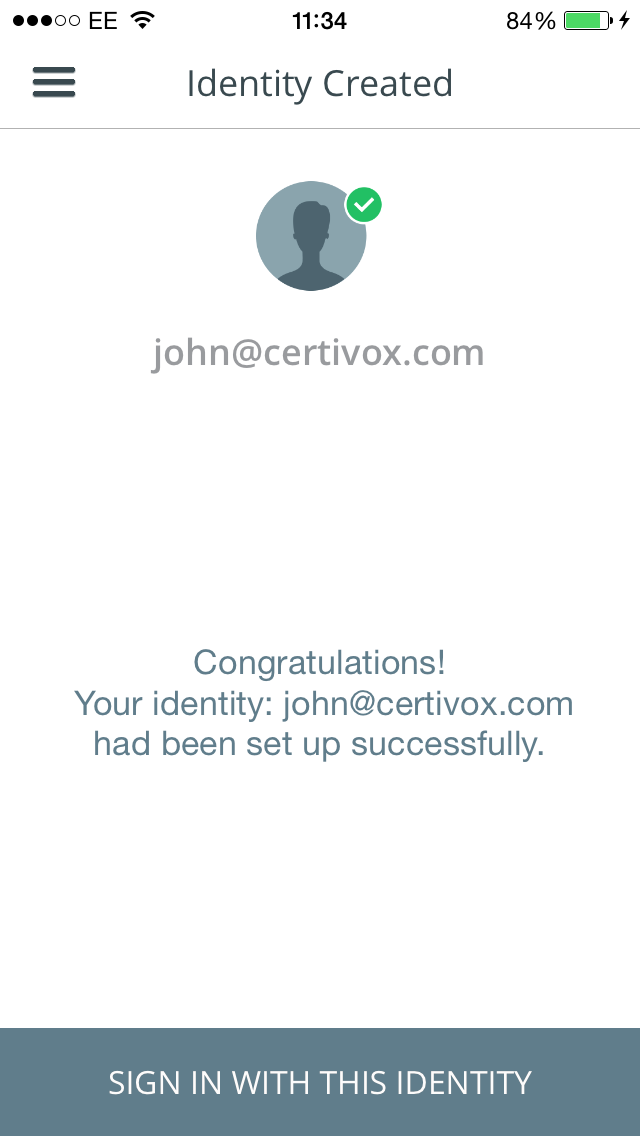 EE 11:34 84%
Identity Created
john@certivox.com
Congratulations!
Your identity: john@certivox.com
had been set up successfully.
SIGN IN WITH THIS IDENTITY